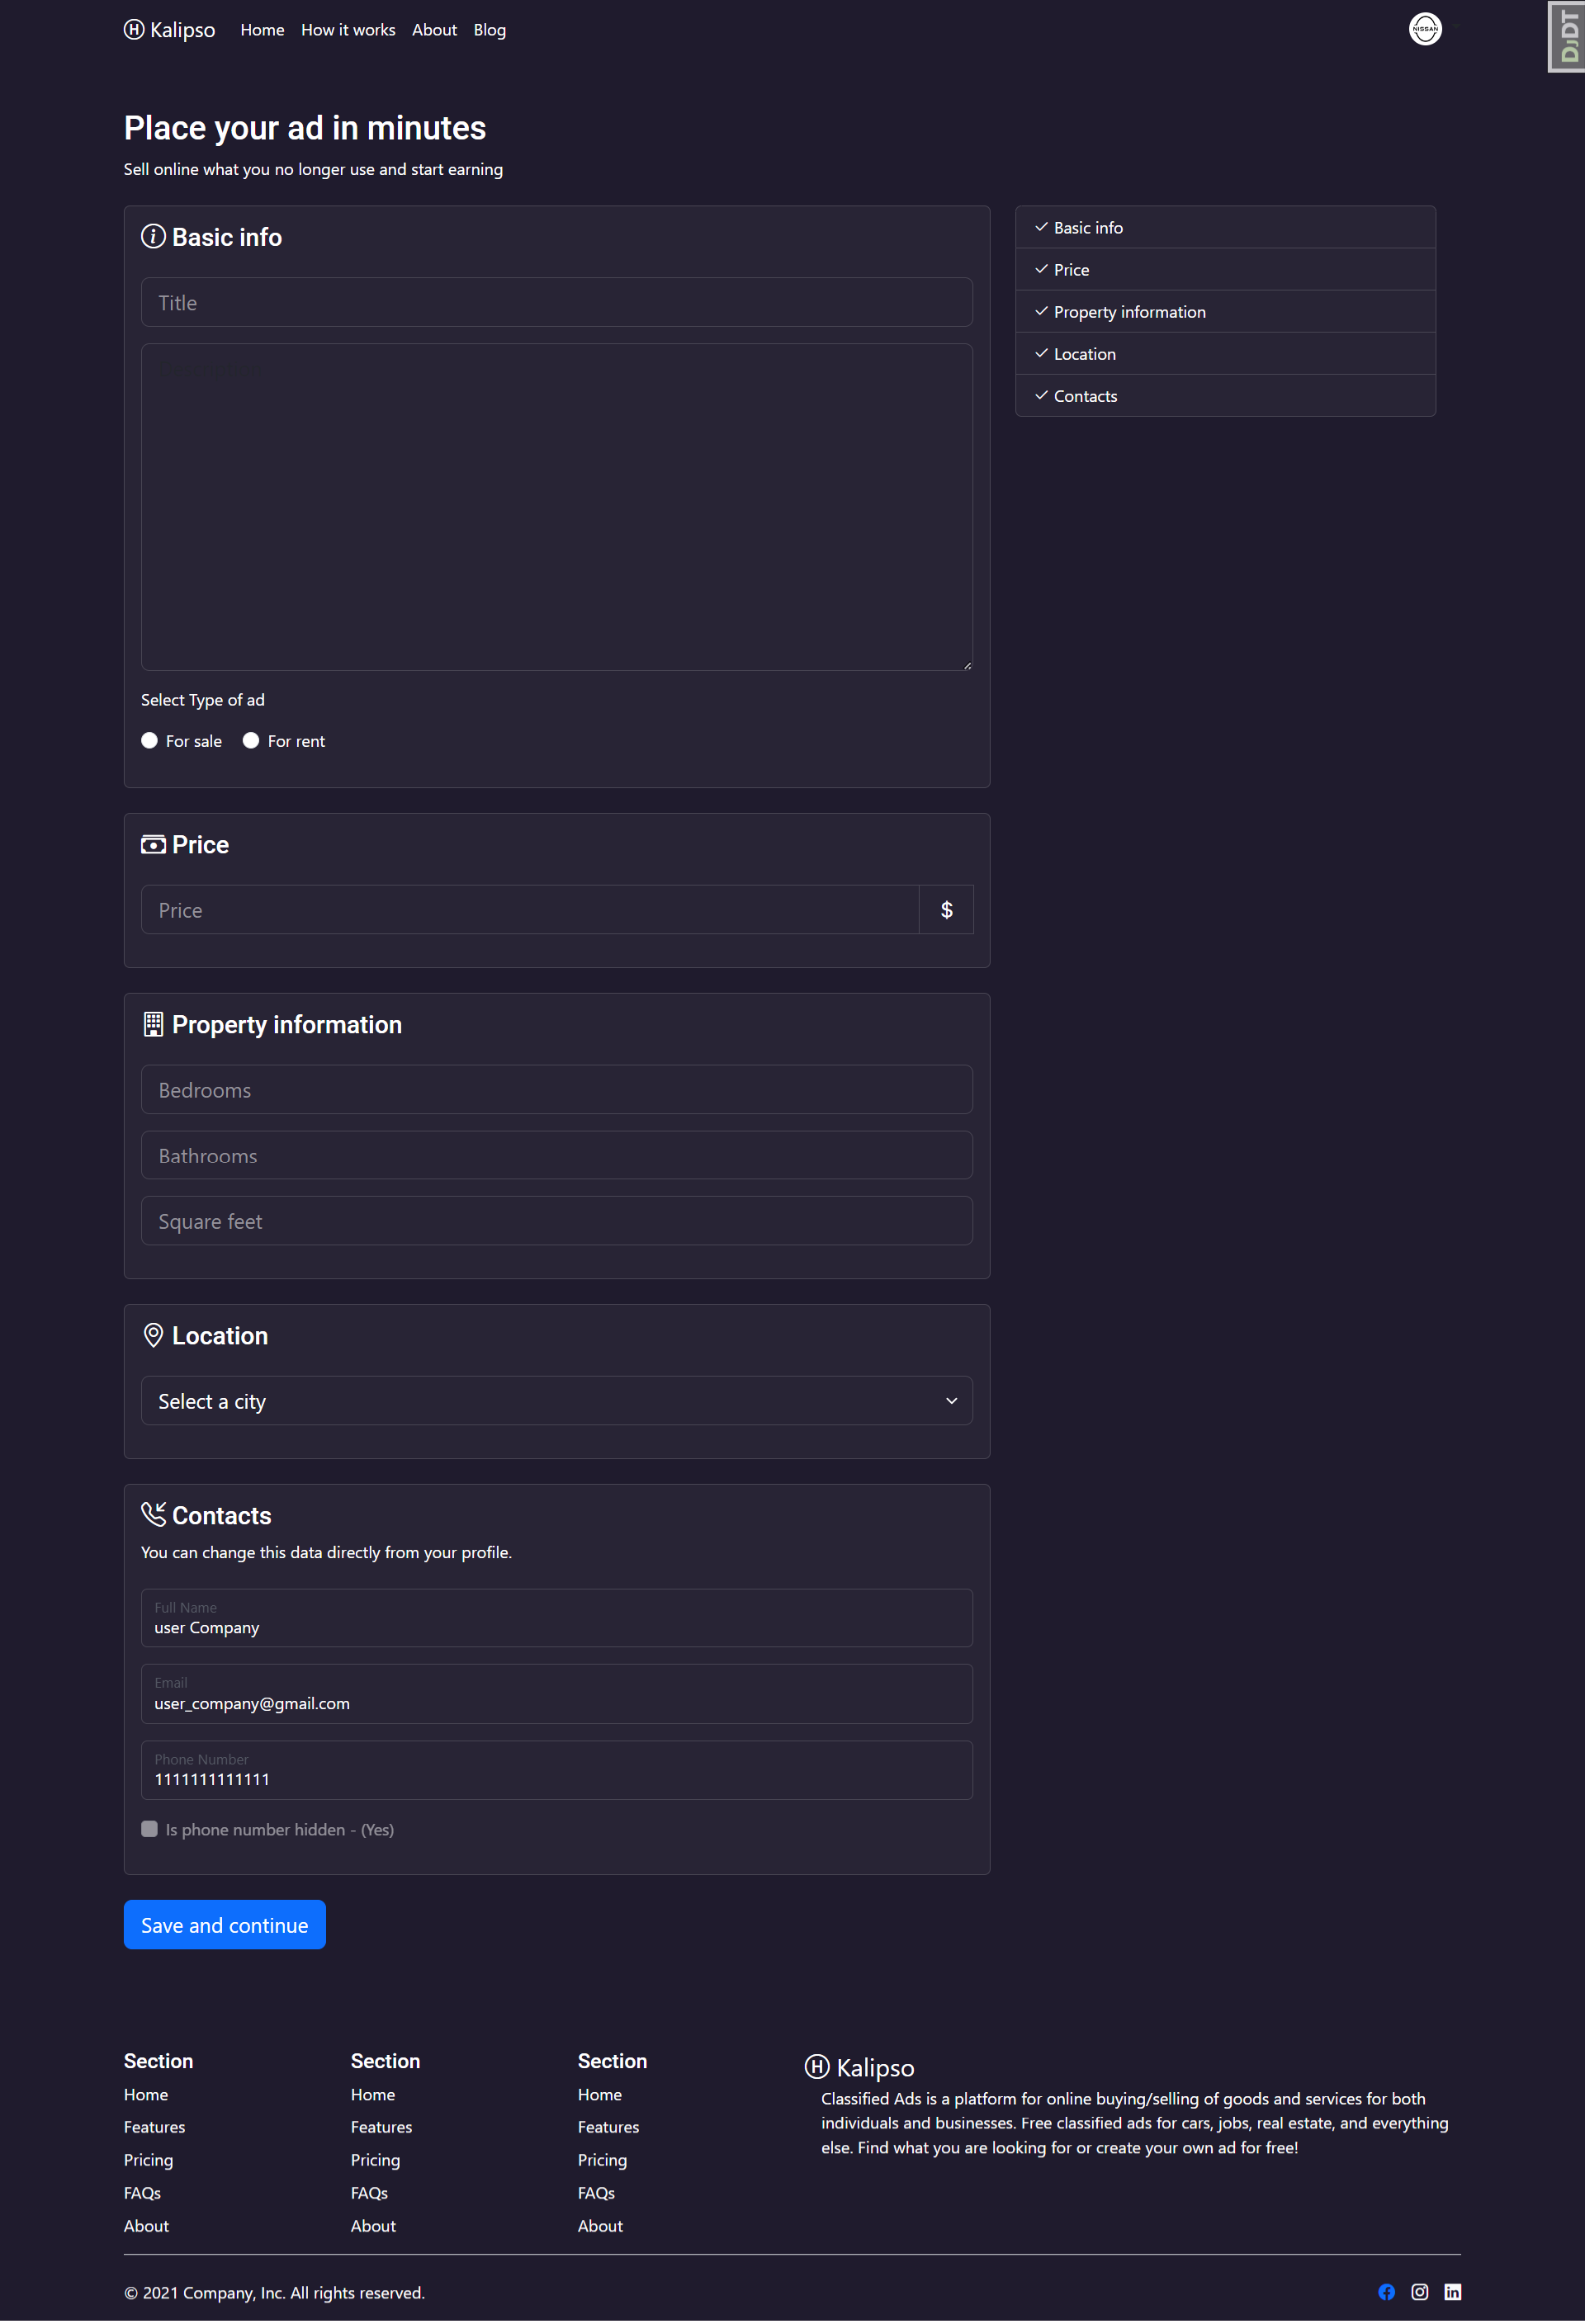 Kalipso Home How it works About Blog
NISSAN
DJDT
Place your ad in minutes
Sell online what you no longer use and start earning
Basic info
Title
Select Type of ad
For sale For rent
Price
Price $
Property information
Bedrooms
Bathrooms
Square feet
Location
Select a city
Contacts
You can change this data directly from your profile.
Full Name
user Company
Email
user_company@gmail.com
Phone Number
1111111111111
Is phone number hidden - (Yes)
Save and continue
Basic info
Price
Property information
Location
Contacts
Section
Home
Features
Pricing
FAQs
About
Section
Home
Features
Pricing
FAQs
About
Section
Home
Features
Pricing
FAQs
About
Kalipso
Classified Ads is a platform for online buying/selling of goods and services for both
individuals and businesses. Free classified ads for cars, jobs, real estate, and everything
else. Find what you are looking for or create your own ad for free!
© 2021 Company, Inc. All rights reserved.